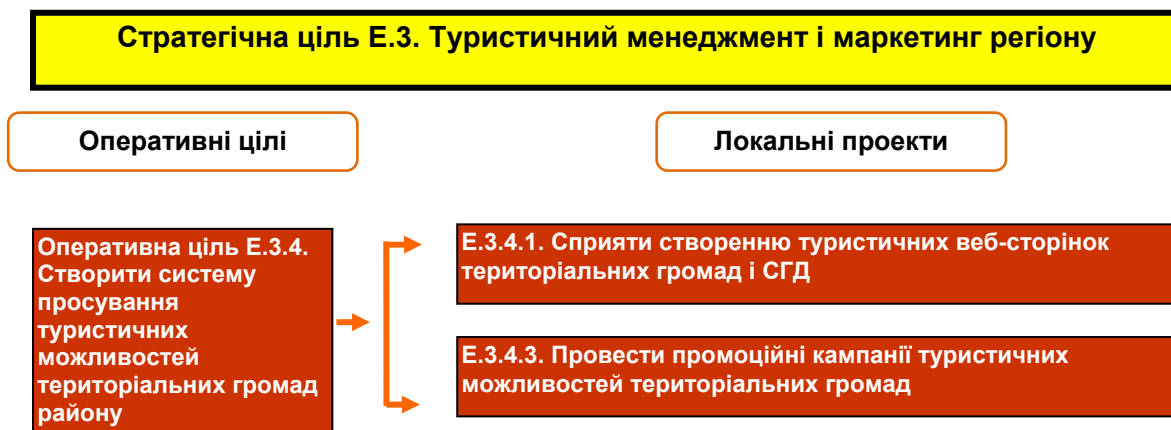 Стратегічна ціль Е.3. Туристичний менеджмент і маркетинг регіону
Оперативні цілі
Локальні проекти
Оперативна ціль Е.3.4.
Створити систему
просування
туристичних
можливостей
територіальних громад
району
Е.3.4.1. Сприяти створенню туристичних веб-сторінок
територіальних громад і СГД
Е.3.4.3. Провести промоційні кампанії туристичних
можливостей територіальних громад